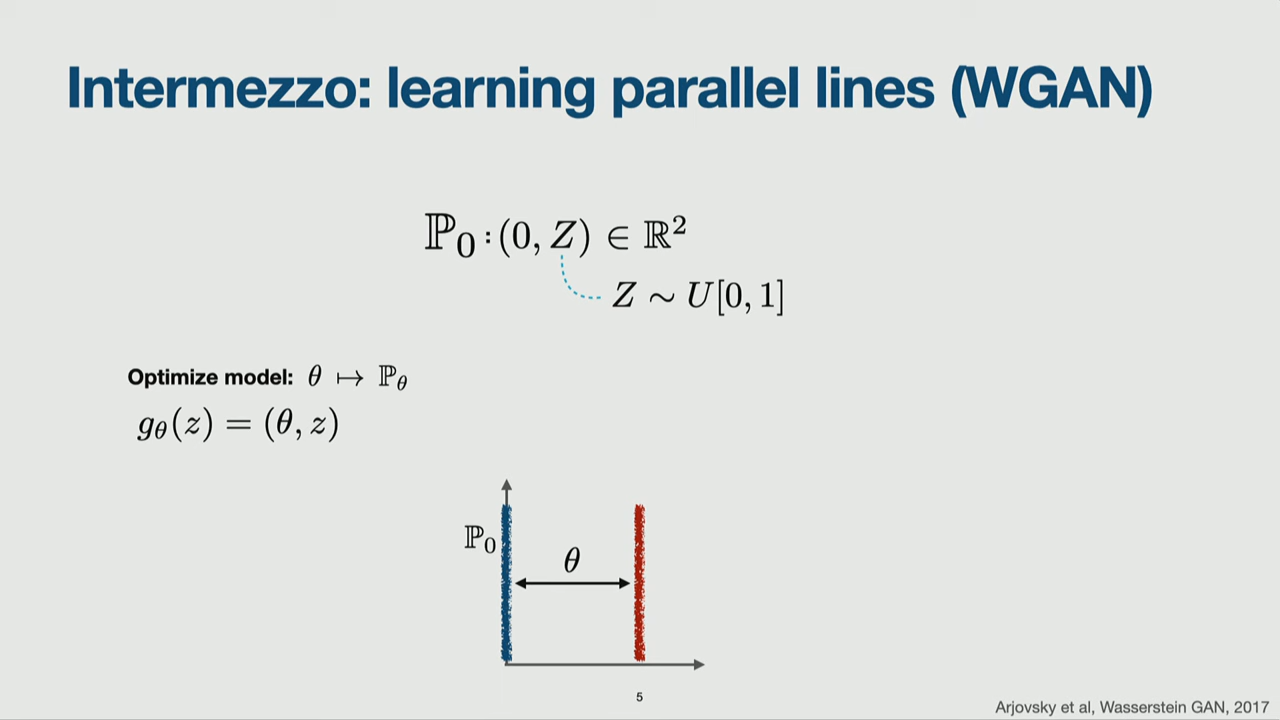 Intermezzo: learning parallel lines (WGAN)
ℙ₀ : (0, Z) ∈ ℝ²
Z ∼ U[0, 1]
Optimize model: θ ↦ ℙ_θ
g_θ(z) = (θ, z)
ℙ₀
θ
5
Arjovsky et al, Wasserstein GAN, 2017